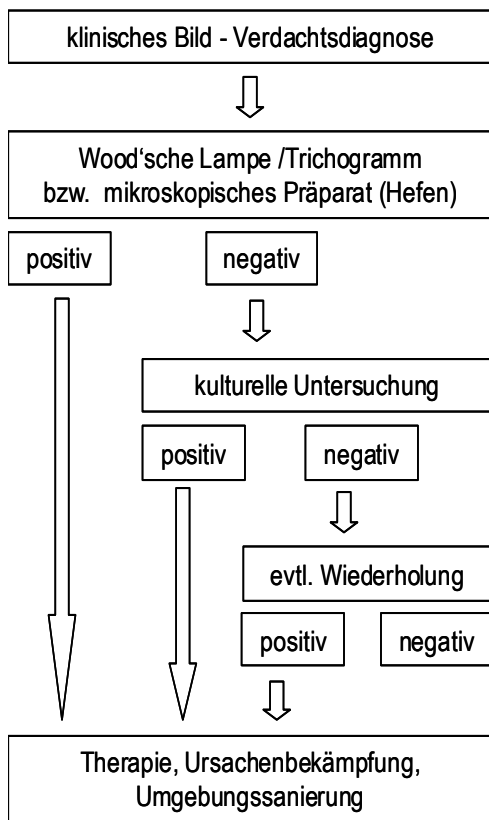 klinisches Bild - Verdachtsdiagnose
Wood‘sche Lampe /Trichogramm
bzw. mikroskopisches Präparat (Hefen)
positiv
negativ
kulturelle Untersuchung
positiv
negativ
evtl. Wiederholung
positiv
negativ
Therapie, Ursachenbekämpfung,
Umgebungssanierung